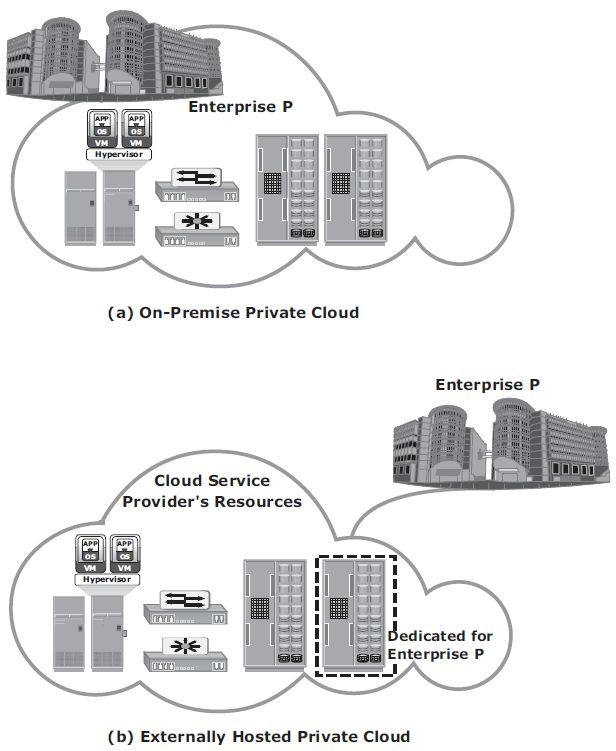 Enterprise P
APP APP
OS OS
VM VM
Hypervisor
(a) On-Premise Private Cloud
Enterprise P
Cloud Service
Provider's Resources
APP APP
OS OS
VM VM
Hypervisor
Dedicated for
Enterprise P
(b) Externally Hosted Private Cloud